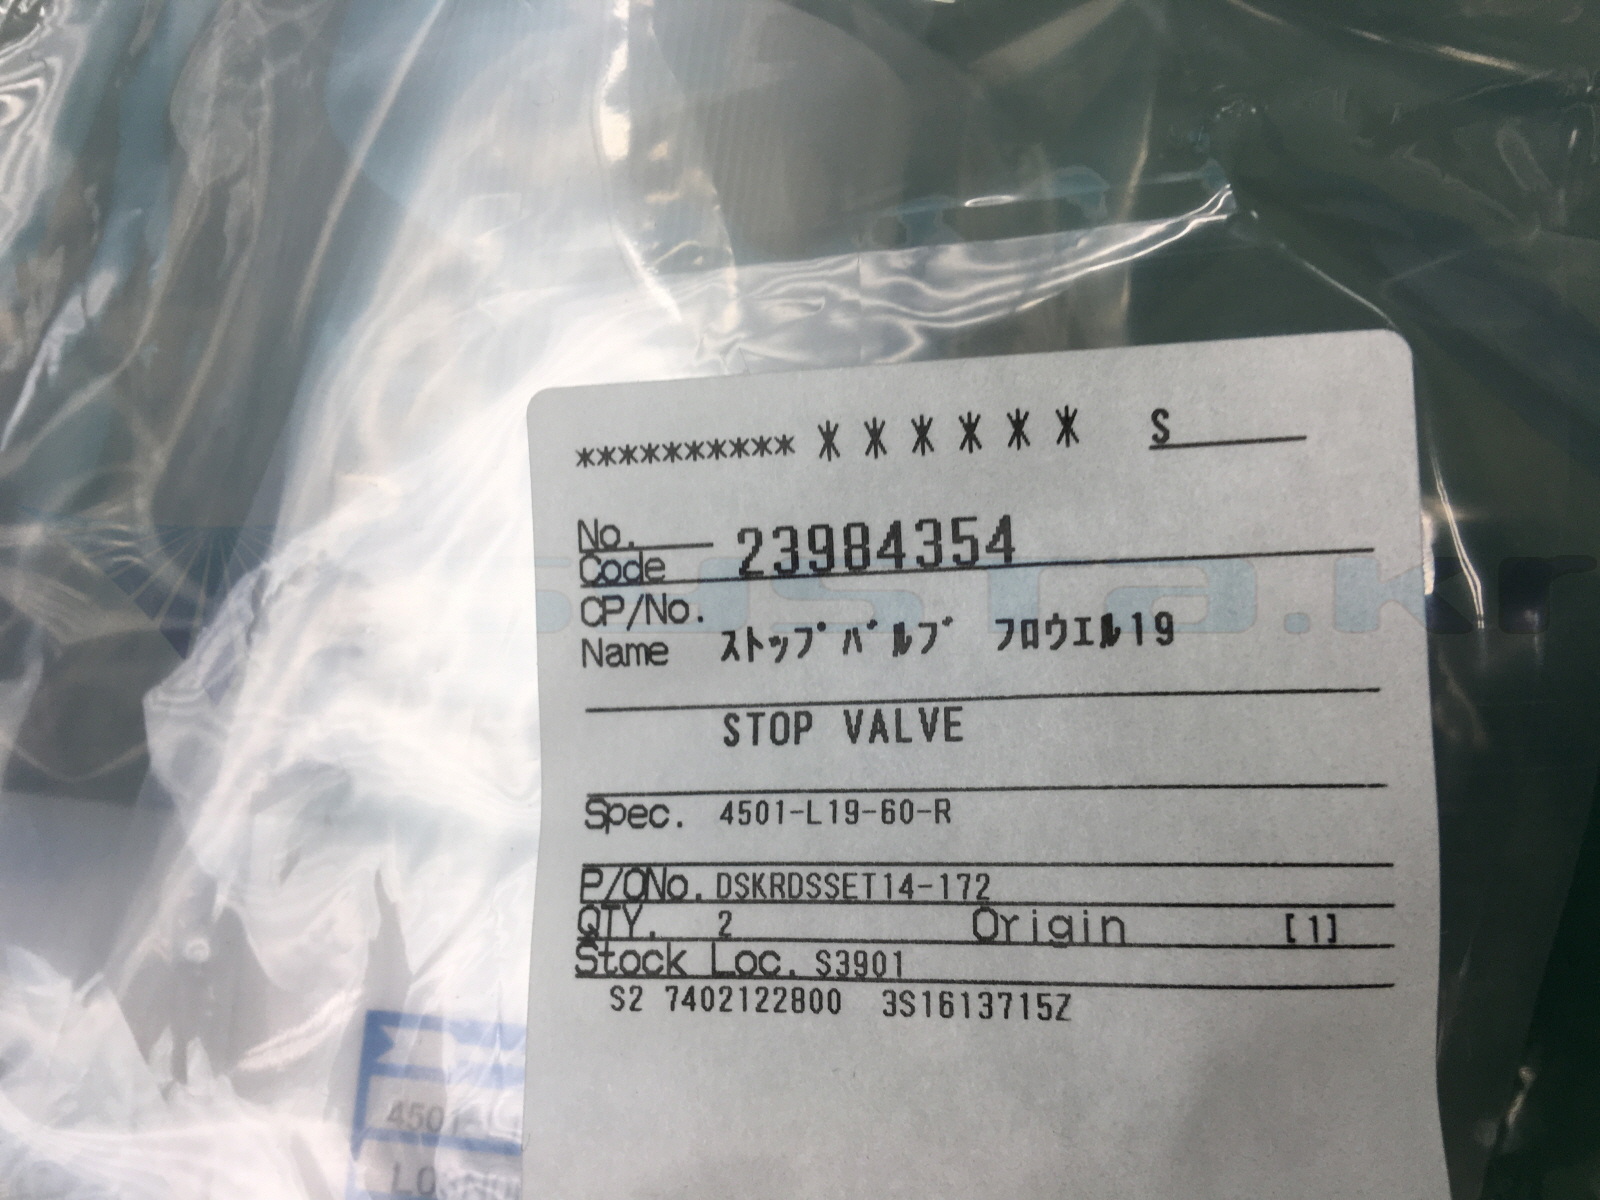 ********** ****** S
No.
Code 23984354
CP/No.
Name ｽﾄｯﾌﾟﾊﾞﾙﾌﾞ ﾌﾛｳｴﾙ19
STOP VALVE
Spec. 4501-L19-60-R
P/ONo. DSKRDSSET14-172
QTY. 2 Origin [1]
Stock Loc. S3901
S2 7402122800 3S1613715Z
4501-L